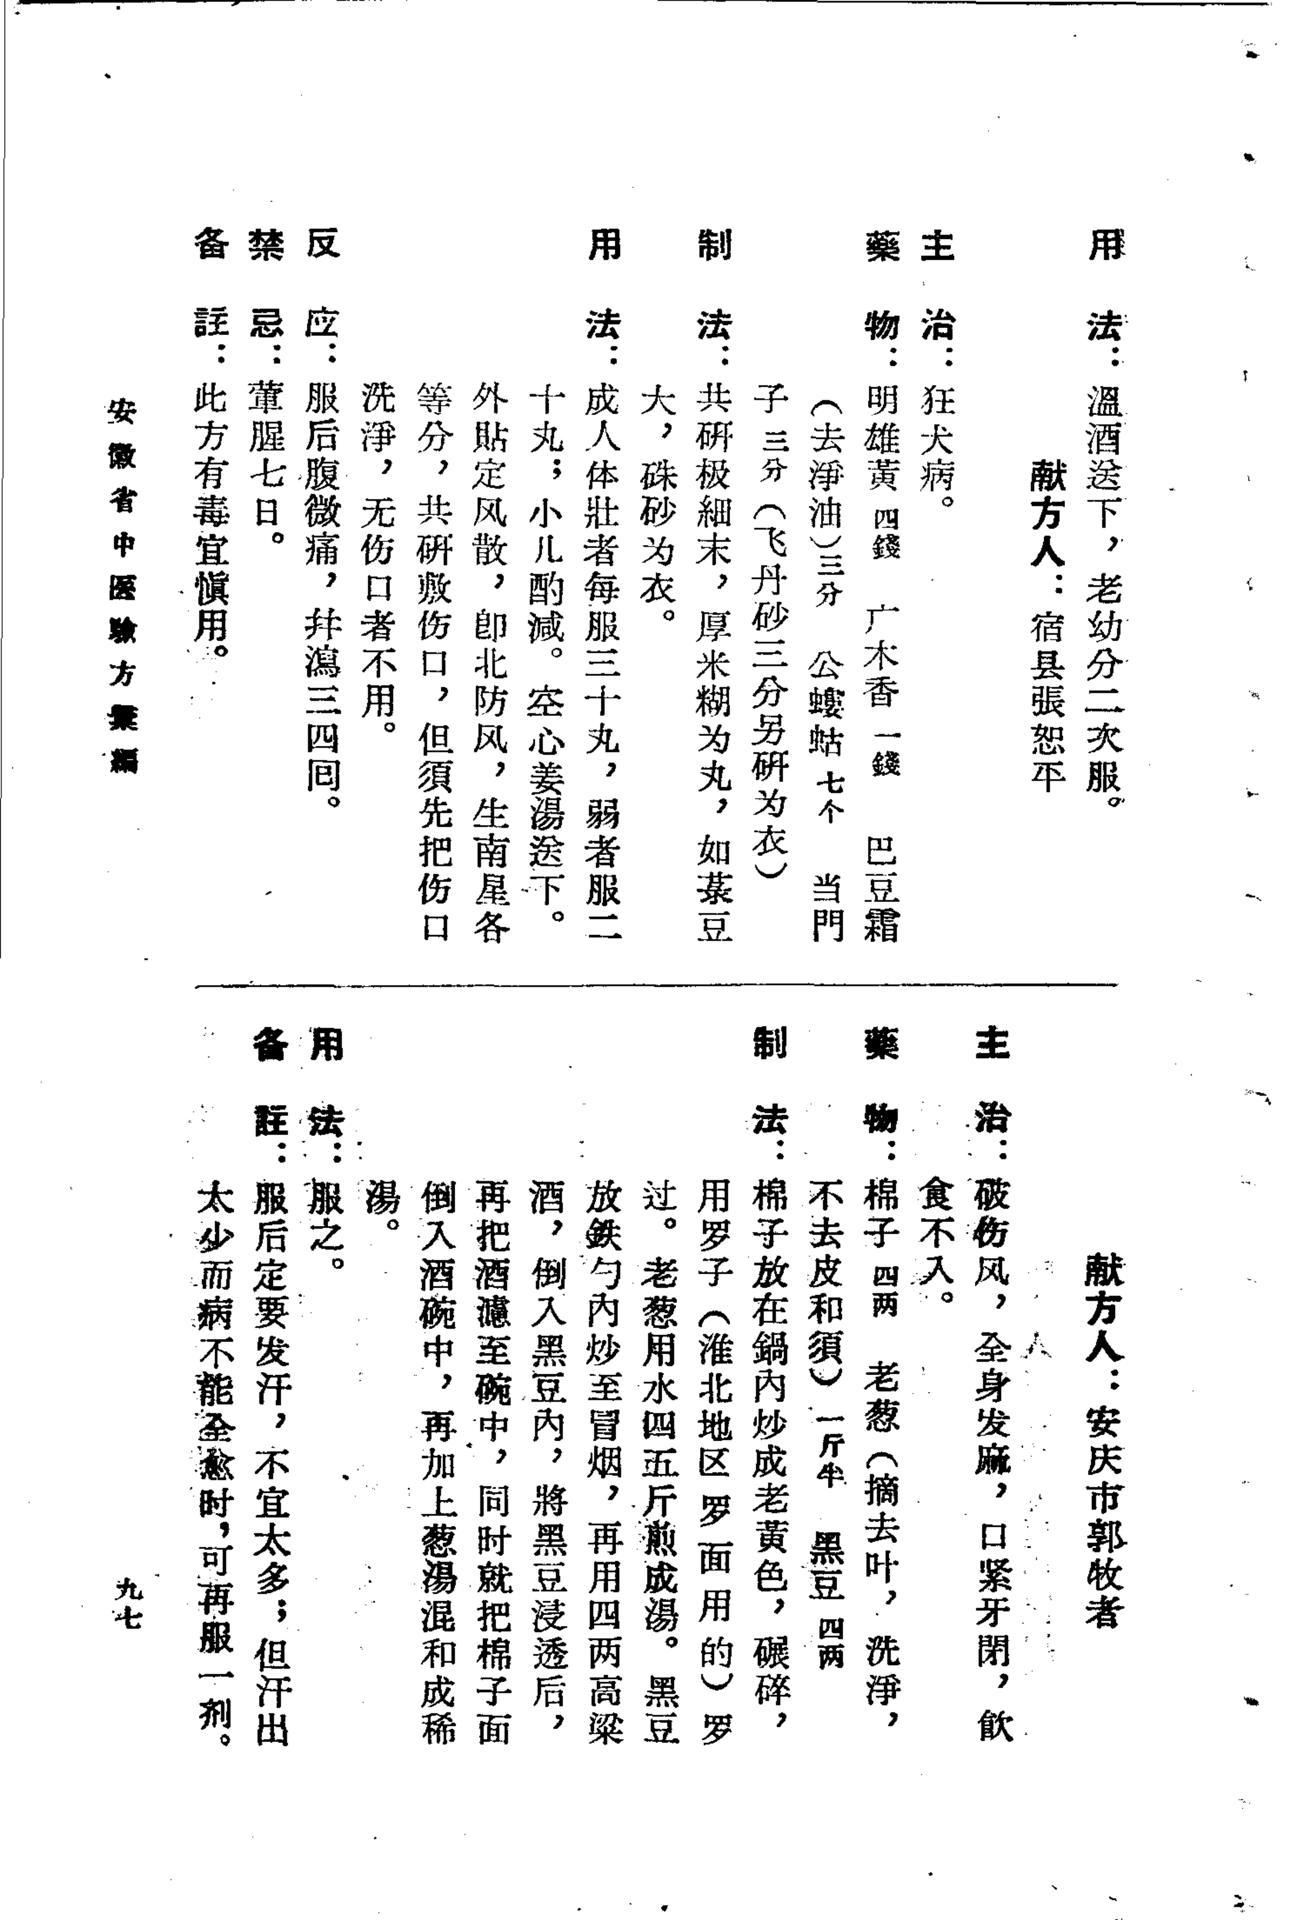 用法：溫酒送下，老幼分二次服。
献方人：宿县張恕平
主治：狂犬病。
藥物：明雄黃四錢　广木香一錢　巴豆霜
（去淨油）三分　公螻蛄七个　当門
子三分（飞丹砂三分另研为衣）
制法：共研极細末，厚米糊为丸，如菉豆
大，硃砂为衣。
用法：成人体壯者每服三十丸，弱者服二
十丸；小儿酌減。空心姜湯送下。
外貼定风散，卽北防风，生南星各
等分，共研敷伤口，但須先把伤口
洗淨，无伤口者不用。
反应：服后腹微痛，幷瀉三四囘。
禁忌：葷腥七日。
备註：此方有毒宜愼用。
献方人：安庆市郭牧者
主治：破伤风，全身发麻，口紧牙閉，飮
食不入。
藥物：棉子四两　老葱（摘去叶，洗淨，
不去皮和須）一斤半　黑豆四两
制法：棉子放在鍋內炒成老黃色，碾碎，
用罗子（淮北地区罗面用的）罗
过。老葱用水四五斤煎成湯。黑豆
放鉄勺內炒至冒烟，再用四两高粱
酒，倒入黑豆內，將黑豆浸透后，
再把酒濾至碗中，同时就把棉子面
倒入酒碗中，再加上葱湯混和成稀
湯。
用法：服之。
备註：服后定要发汗，不宜太多；但汗出
太少而病不能全愈时，可再服一剂。
安徽省中医驗方彙編
九七